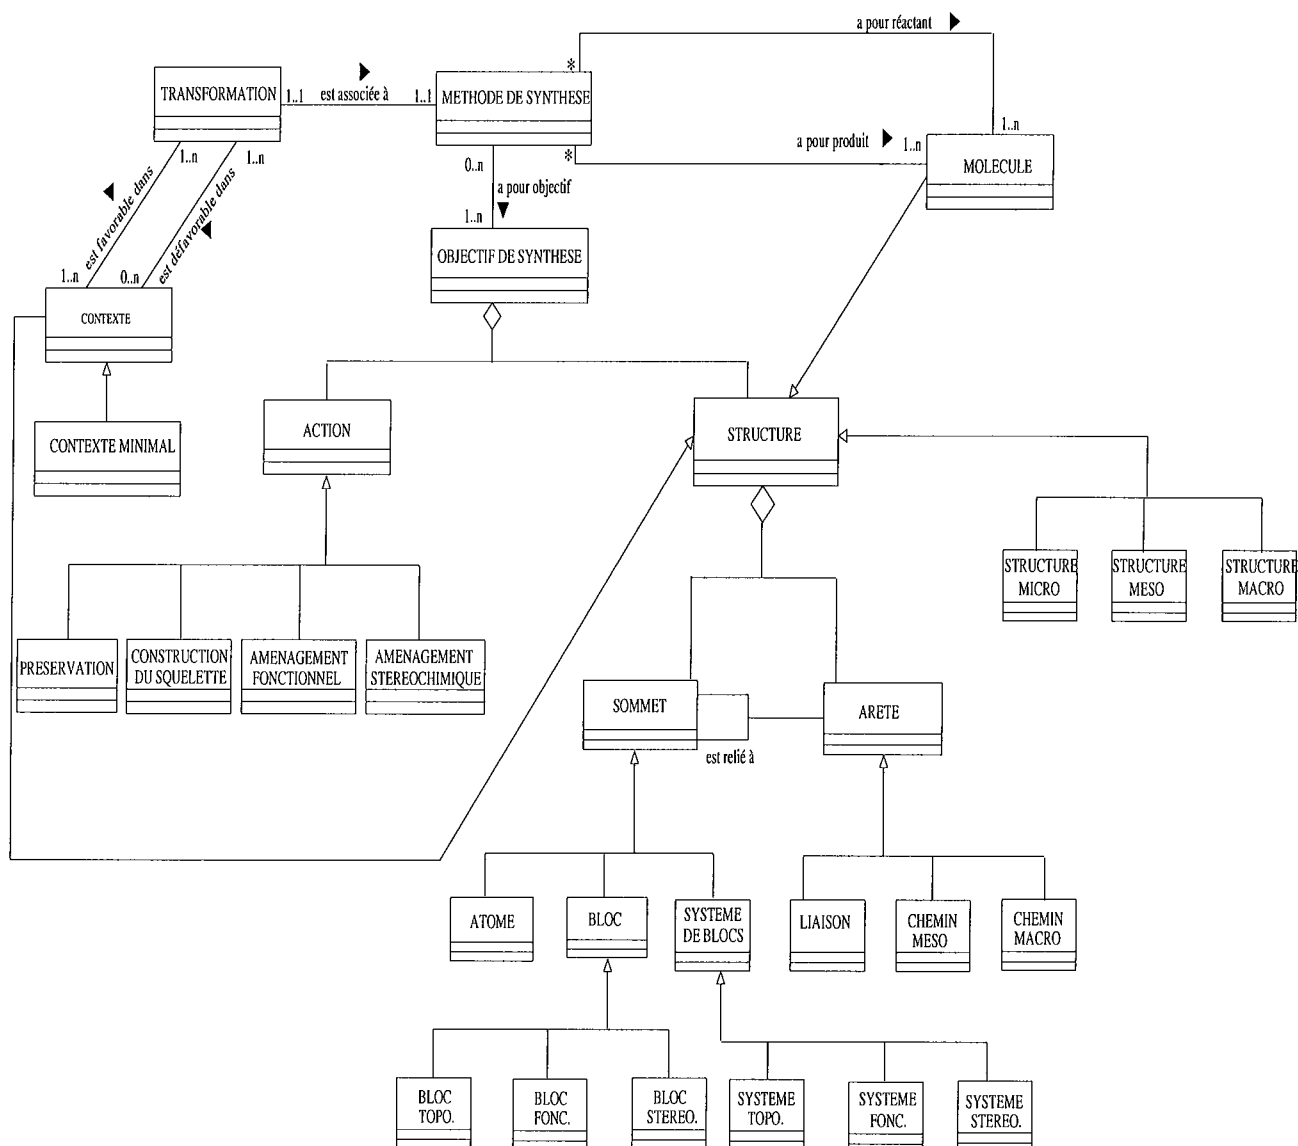 a pour réactant
*
TRANSFORMATION
1..1
est associée à
1..1
METHODE DE SYNTHESE
1..n
1..n
1..n
0..n
*
a pour produit
1..n
MOLECULE
est favorable dans
est défavorable dans
a pour objectif
1..n
OBJECTIF DE SYNTHESE
1..n
0..n
CONTEXTE
CONTEXTE MINIMAL
ACTION
STRUCTURE
STRUCTURE
MICRO
STRUCTURE
MESO
STRUCTURE
MACRO
PRESERVATION
CONSTRUCTION
DU SQUELETTE
AMENAGEMENT
FONCTIONNEL
AMENAGEMENT
STEREOCHIMIQUE
SOMMET
ARETE
est relié à
ATOME
BLOC
SYSTEME
DE BLOCS
LIAISON
CHEMIN
MESO
CHEMIN
MACRO
BLOC
TOPO.
BLOC
FONC.
BLOC
STEREO.
SYSTEME
TOPO.
SYSTEME
FONC.
SYSTEME
STEREO.